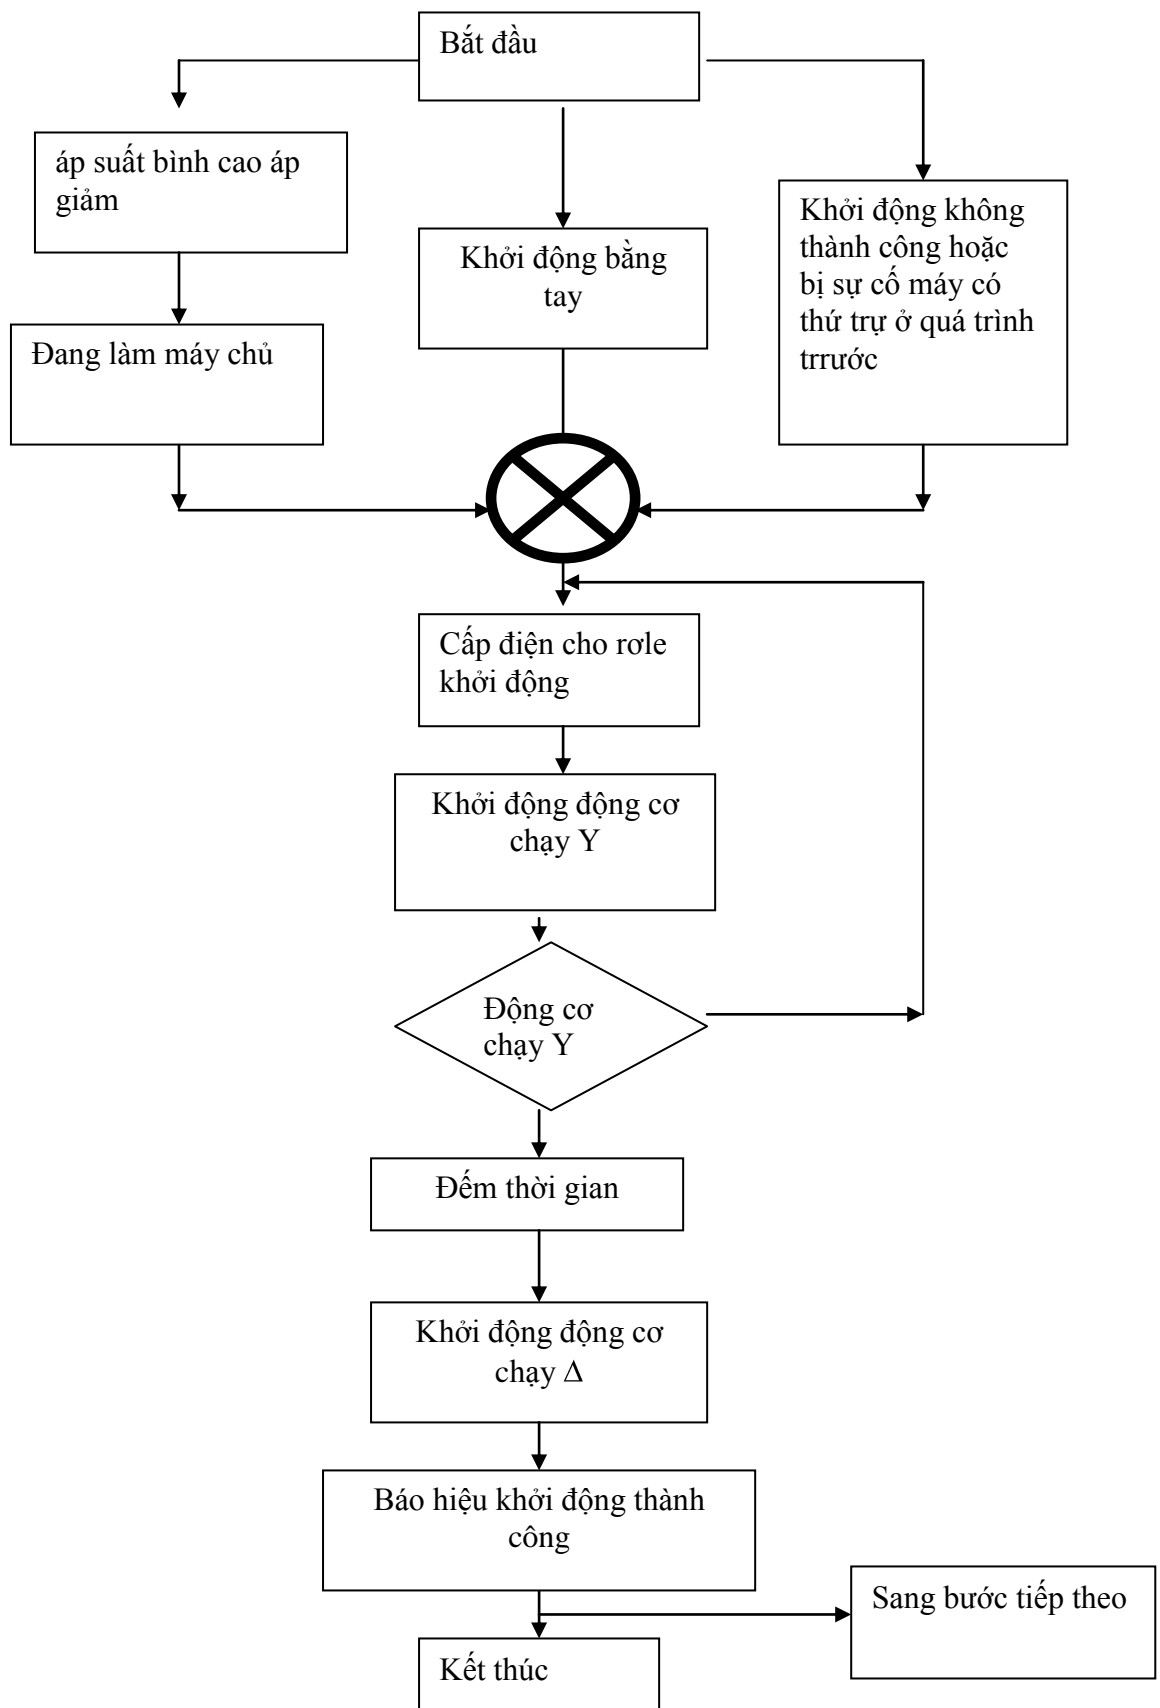 Bắt đầu
áp suất bình cao áp
giảm
Đang làm máy chủ
Khởi động bằng
tay
Khởi động không
thành công hoặc
bị sự cố máy có
thứ trự ở quá trình
trrước
Cấp điện cho rơle
khởi động
Khởi động động cơ
chạy Y
Động cơ
chạy Y
Đếm thời gian
Khởi động động cơ
chạy Δ
Báo hiệu khởi động thành
công
Sang bước tiếp theo
Kết thúc